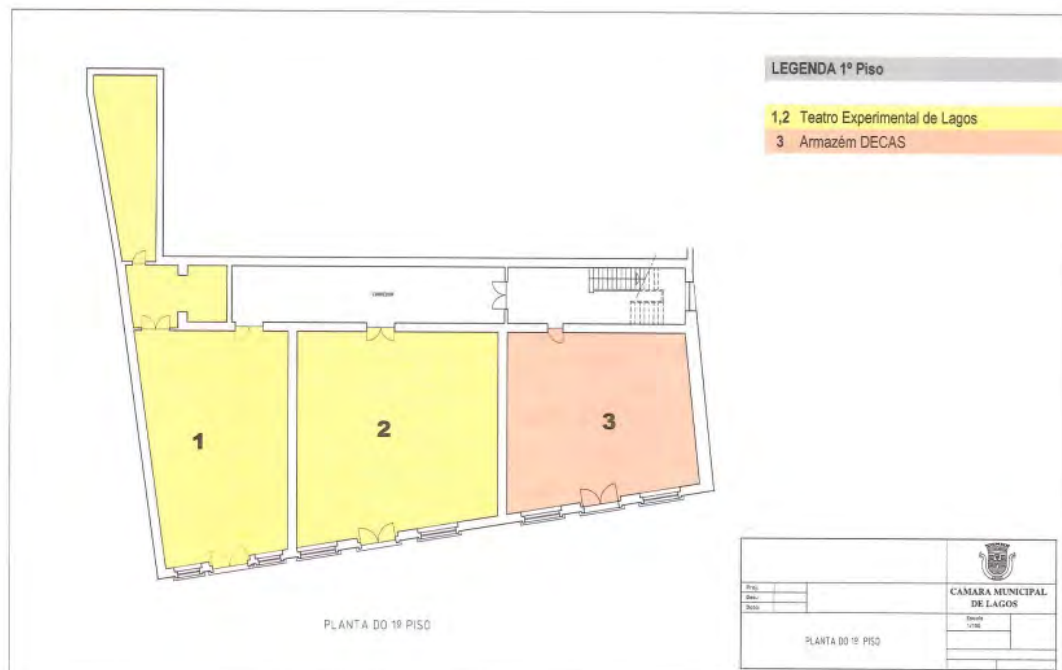 LEGENDA 1º Piso
1,2 Teatro Experimental de Lagos
3 Armazém DECAS
1
2
3
PLANTA DO 1º PISO
CAMARA MUNICIPAL
DE LAGOS
PLANTA DO 1º PISO